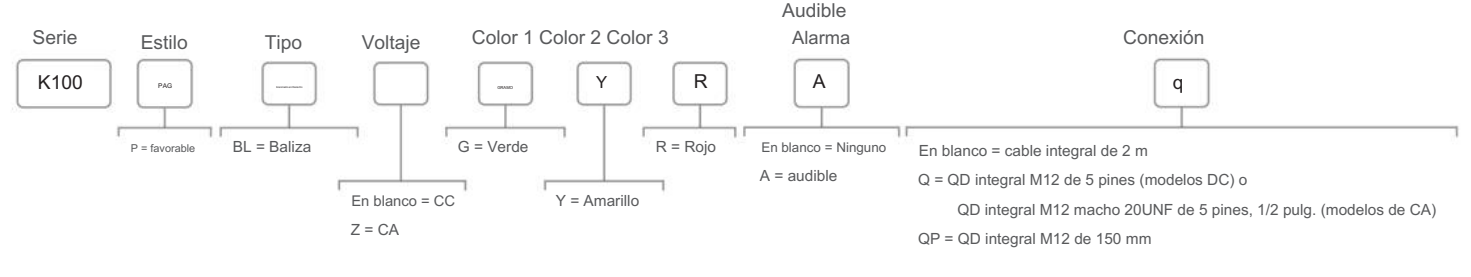 Audible
Serie Estilo Tipo Voltaje Color 1 Color 2 Color 3 Alarma Conexión
K100 PAG GRAMO Y R A q
P = favorable BL = Baliza G = Verde R = Rojo En blanco = Ninguno En blanco = cable integral de 2 m
A = audible Q = QD integral M12 de 5 pines (modelos DC) o
En blanco = CC Y = Amarillo QD integral M12 macho 20UNF de 5 pines, 1/2 pulg. (modelos de CA)
Z = CA QP = QD integral M12 de 150 mm